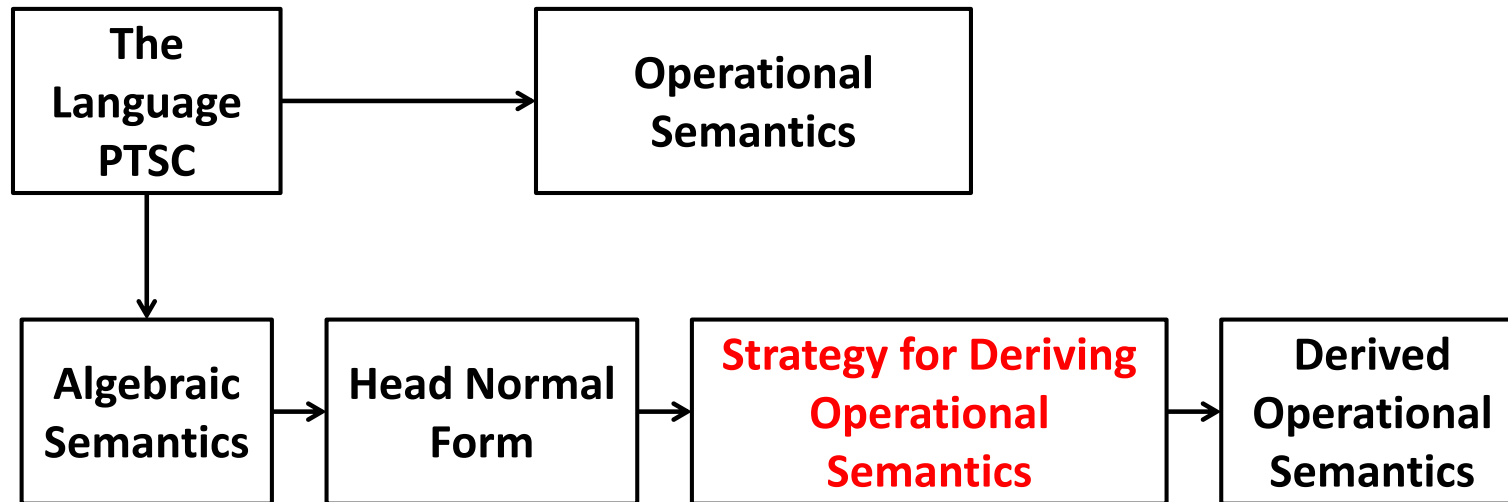 The
Language
PTSC
Operational
Semantics
Algebraic
Semantics
Head Normal
Form
Strategy for Deriving
Operational
Semantics
Derived
Operational
Semantics